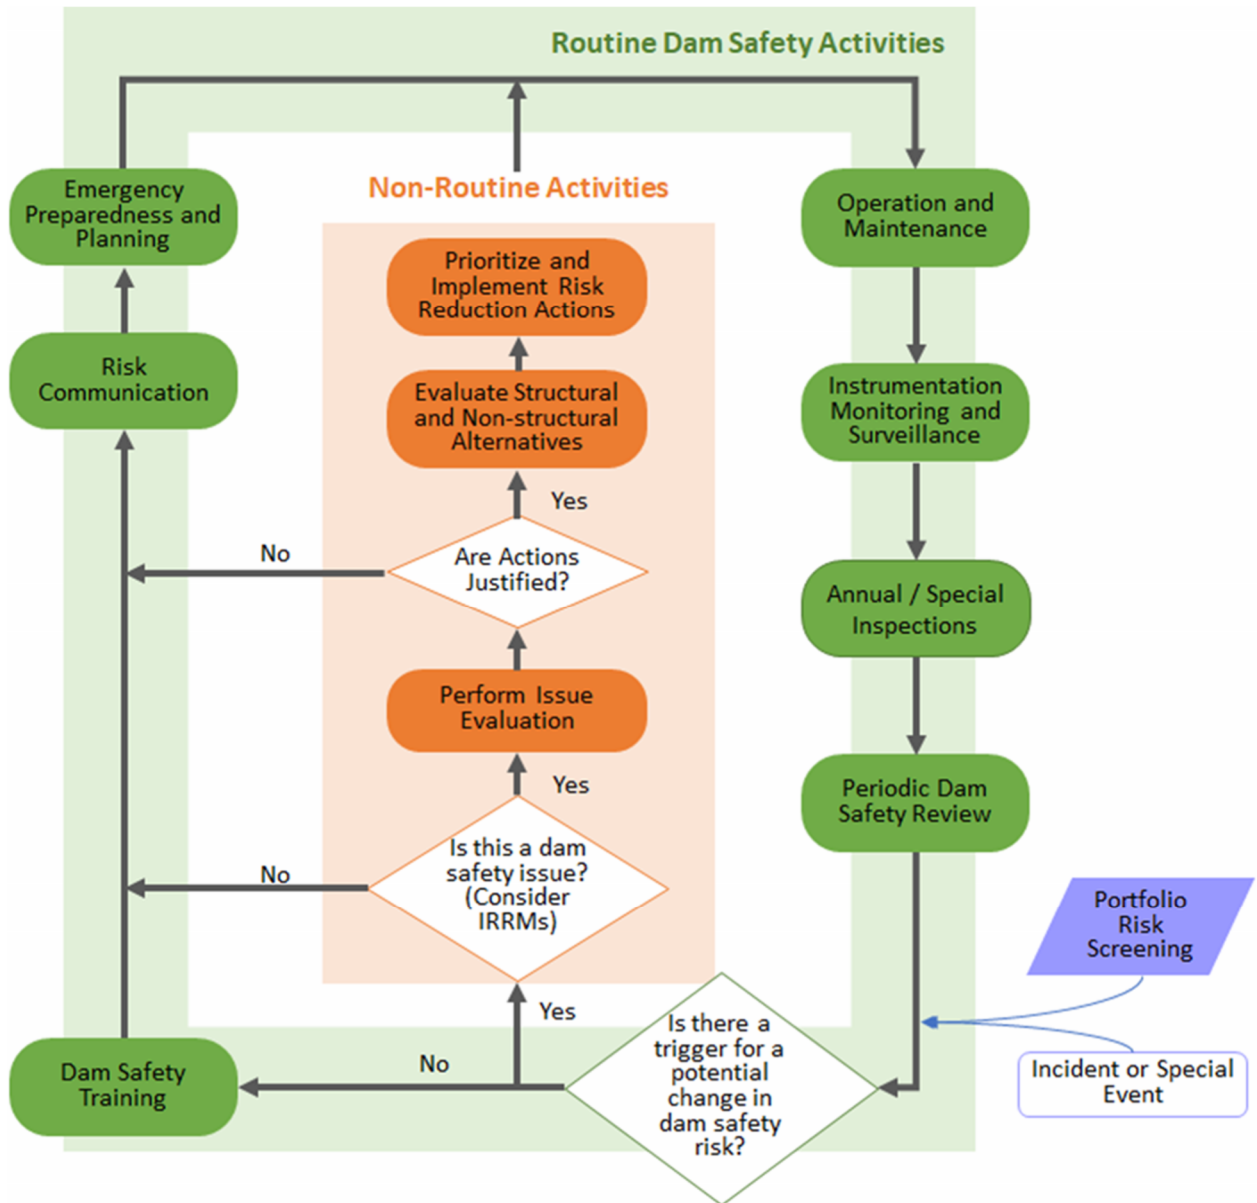 Routine Dam Safety Activities
Non-Routine Activities
Emergency
Preparedness and
Planning
Operation and
Maintenance
Prioritize and
Implement Risk
Reduction Actions
Risk
Communication
Evaluate Structural
and Non-structural
Alternatives
Instrumentation
Monitoring and
Surveillance
Yes
No
Are Actions
Justified?
Annual / Special
Inspections
Perform Issue
Evaluation
Yes
Periodic Dam
Safety Review
No
Is this a dam
safety issue?
(Consider
IRRMs)
Portfolio
Risk
Screening
Yes
No
Is there a
trigger for a
potential
change in
dam safety
risk?
Dam Safety
Training
Incident or Special
Event